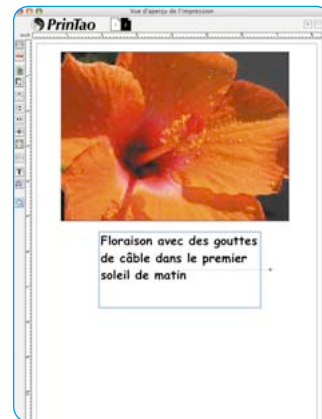 Vue d'aperçu de l'impression
PrinTao
Floraison avec des gouttes
de câble dans le premier
soleil de matin